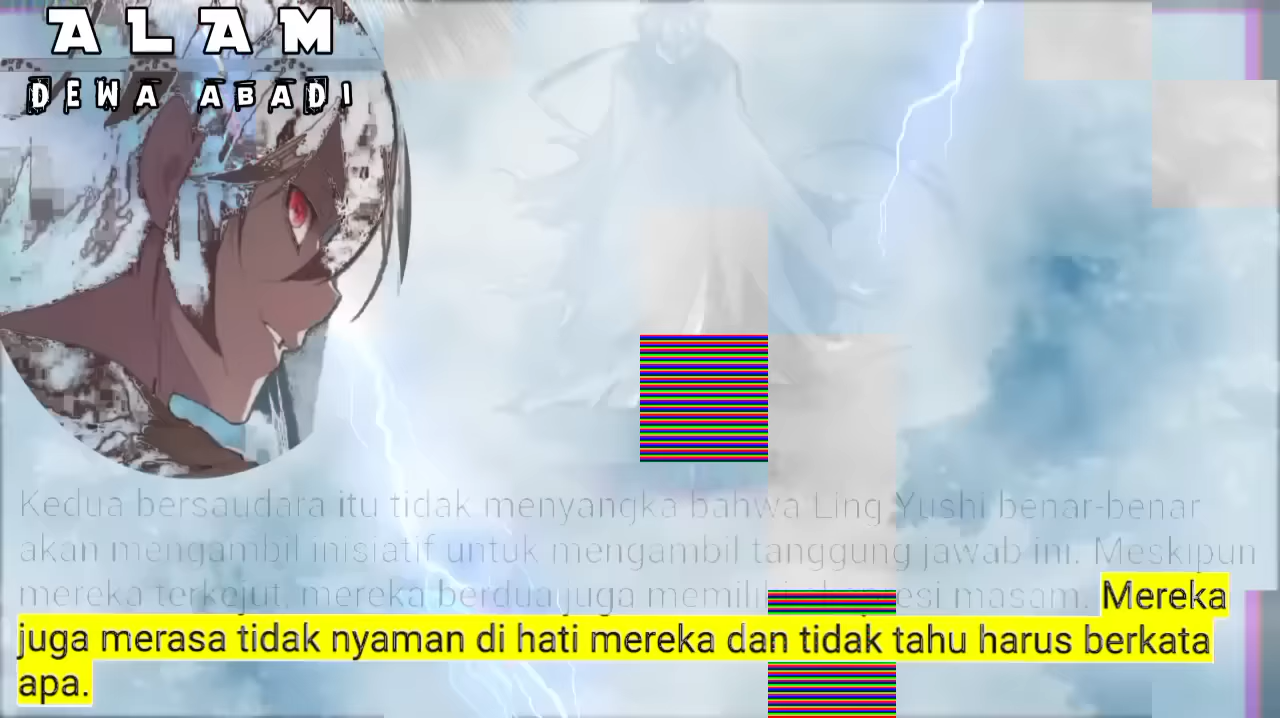 ALAM
DEWA ABADI
Kedua bersaudara itu tidak menyangka bahwa Ling Yushi benar-benar
akan mengambil inisiatif untuk mengambil tanggung jawab ini. Meskipun
mereka terkejut, mereka berdua juga memiliki masam. Mereka
juga merasa tidak nyaman di hati mereka dan tidak tahu harus berkata
apa.